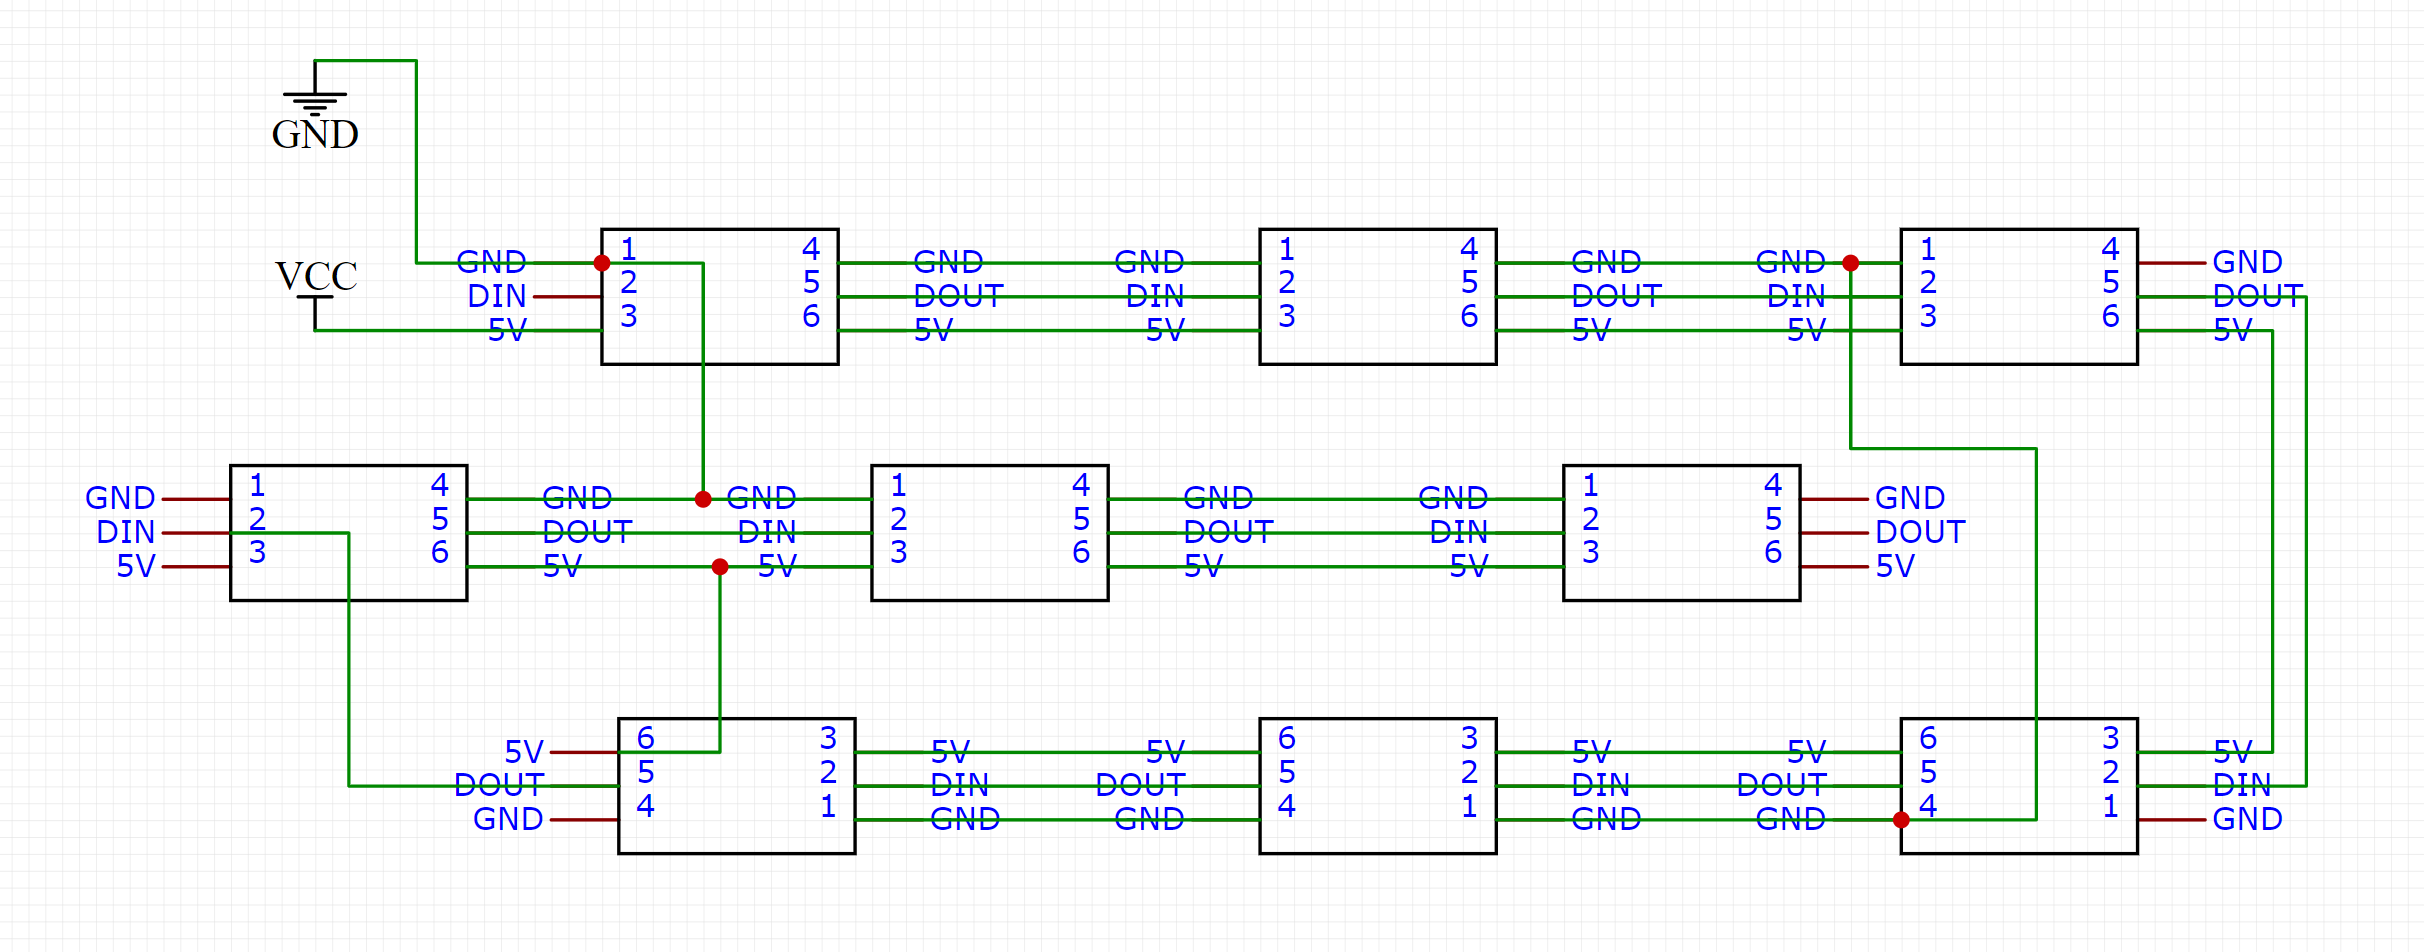 GND
VCC
GND 1 4 GND GND 1 4 GND GND 1 4 GND
DIN 2 5 DOUT DIN 2 5 DOUT DIN 2 5 DOUT
5V 3 6 5V 5V 3 6 5V 5V 3 6 5V
GND 1 4 GND GND 1 4 GND GND 1 4 GND
DIN 2 5 DOUT DIN 2 5 DOUT DIN 2 5 DOUT
5V 3 6 5V 5V 3 6 5V 5V 3 6 5V
5V 6 3 5V 5V 6 3 5V 5V 6 3 5V
DOUT 5 2 DIN DOUT 5 2 DIN DOUT 5 2 DIN
GND 4 1 GND GND 4 1 GND GND 4 1 GND